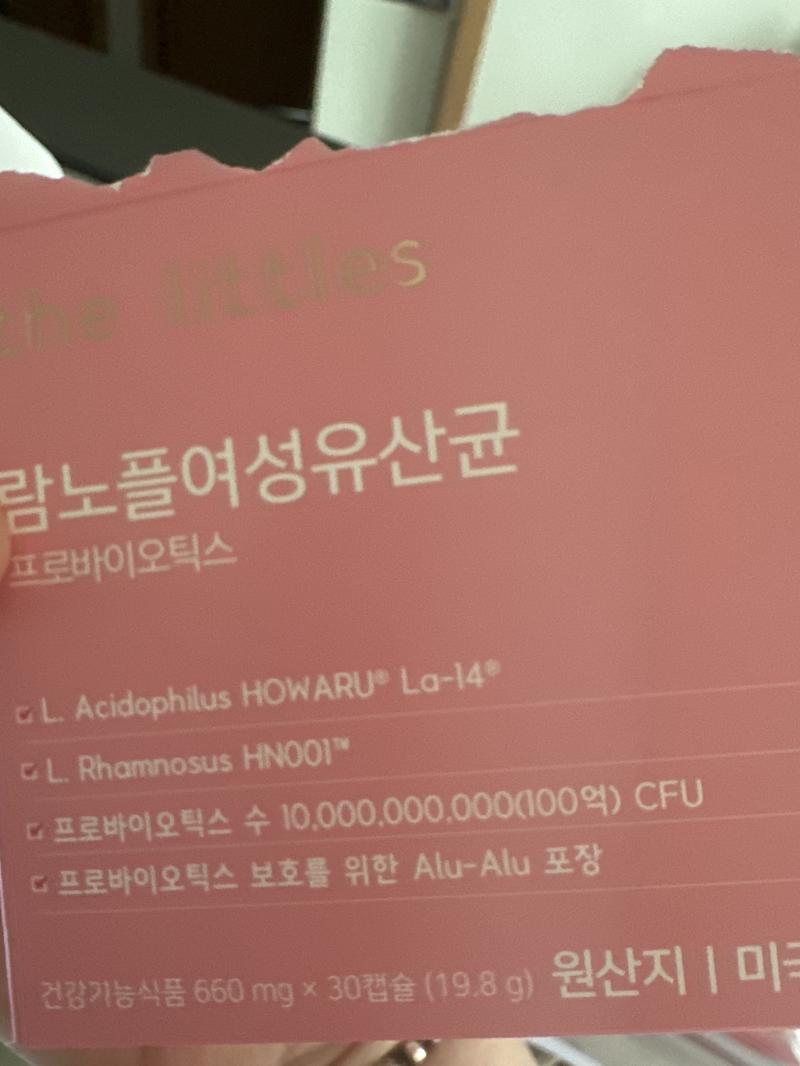 the littles
람노플여성유산균
프로바이오틱스
L. Acidophilus HOWARU® La-14®
L. Rhamnosus HN001™
프로바이오틱스 수 10,000,000,000(100억) CFU
프로바이오틱스 보호를 위한 Alu-Alu 포장
건강기능식품 660 mg × 30캡슐 (19.8 g) 원산지 | 미국